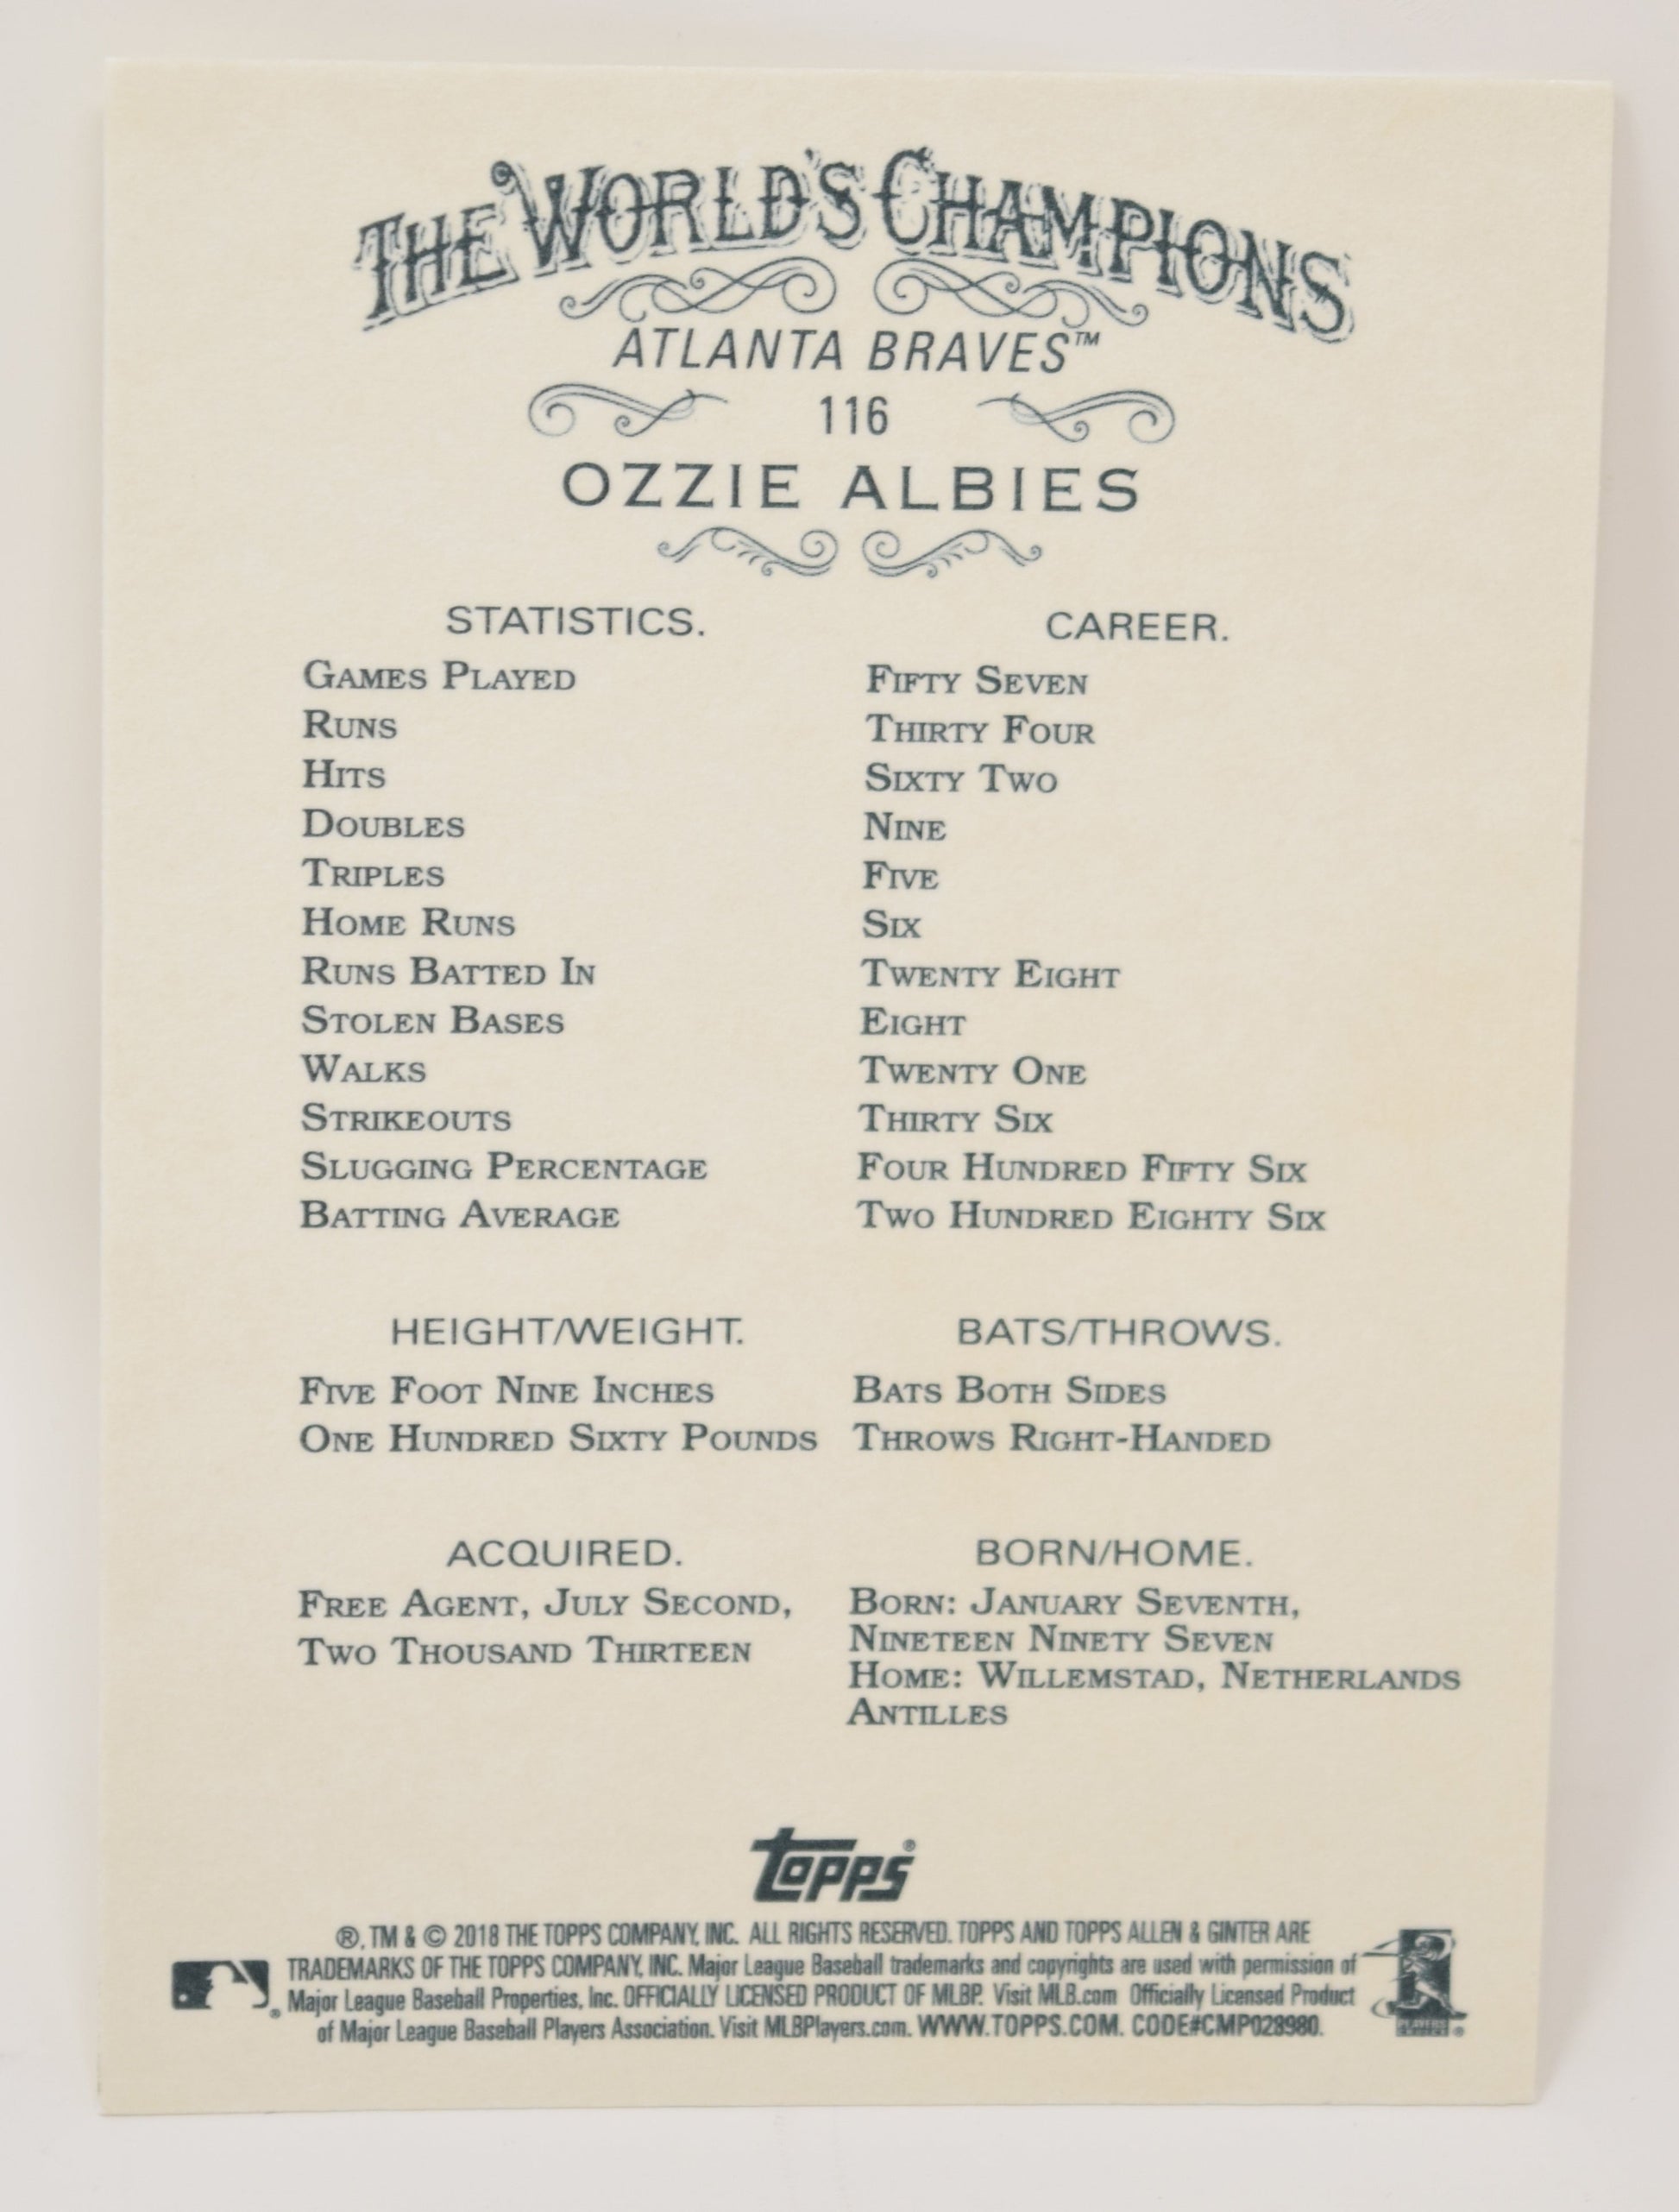 THE WORLD'S CHAMPIONS
ATLANTA BRAVES™
116
OZZIE ALBIES
STATISTICS. CAREER.
GAMES PLAYED FIFTY SEVEN
RUNS THIRTY FOUR
HITS SIXTY TWO
DOUBLES NINE
TRIPLES FIVE
HOME RUNS SIX
RUNS BATTED IN TWENTY EIGHT
STOLEN BASES EIGHT
WALKS TWENTY ONE
STRIKEOUTS THIRTY SIX
SLUGGING PERCENTAGE FOUR HUNDRED FIFTY SIX
BATTING AVERAGE TWO HUNDRED EIGHTY SIX
HEIGHT/WEIGHT.
FIVE FOOT NINE INCHES
ONE HUNDRED SIXTY POUNDS
BATS/THROWS.
BATS BOTH SIDES
THROWS RIGHT-HANDED
ACQUIRED.
FREE AGENT, JULY SECOND,
TWO THOUSAND THIRTEEN
BORN/HOME.
BORN: JANUARY SEVENTH,
NINETEEN NINETY SEVEN
HOME: WILLEMSTAD, NETHERLANDS
ANTILLES
topps®
®, TM & © 2018 THE TOPPS COMPANY, INC. ALL RIGHTS RESERVED. TOPPS AND TOPPS ALLEN & GINTER ARE
TRADEMARKS OF THE TOPPS COMPANY, INC. Major League Baseball trademarks and copyrights are used with permission of
Major League Baseball Properties, Inc. OFFICIALLY LICENSED PRODUCT OF MLBP. Visit MLB.com Officially Licensed Product
of Major League Baseball Players Association. Visit MLBPlayers.com. WWW.TOPPS.COM. CODE#CMP028980.